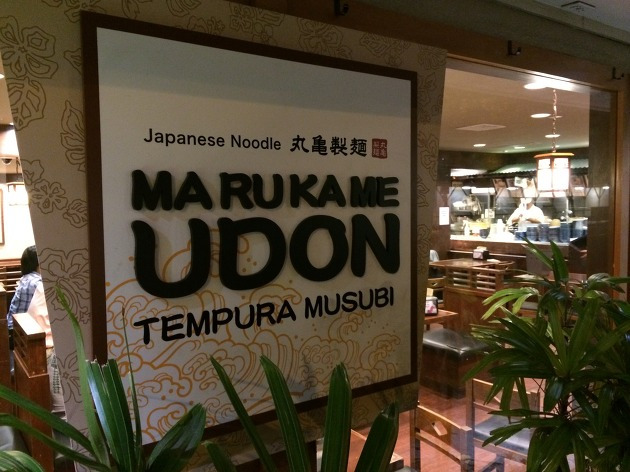 Japanese Noodle 丸亀製麺
MARUKAME
UDON
TEMPURA MUSUBI